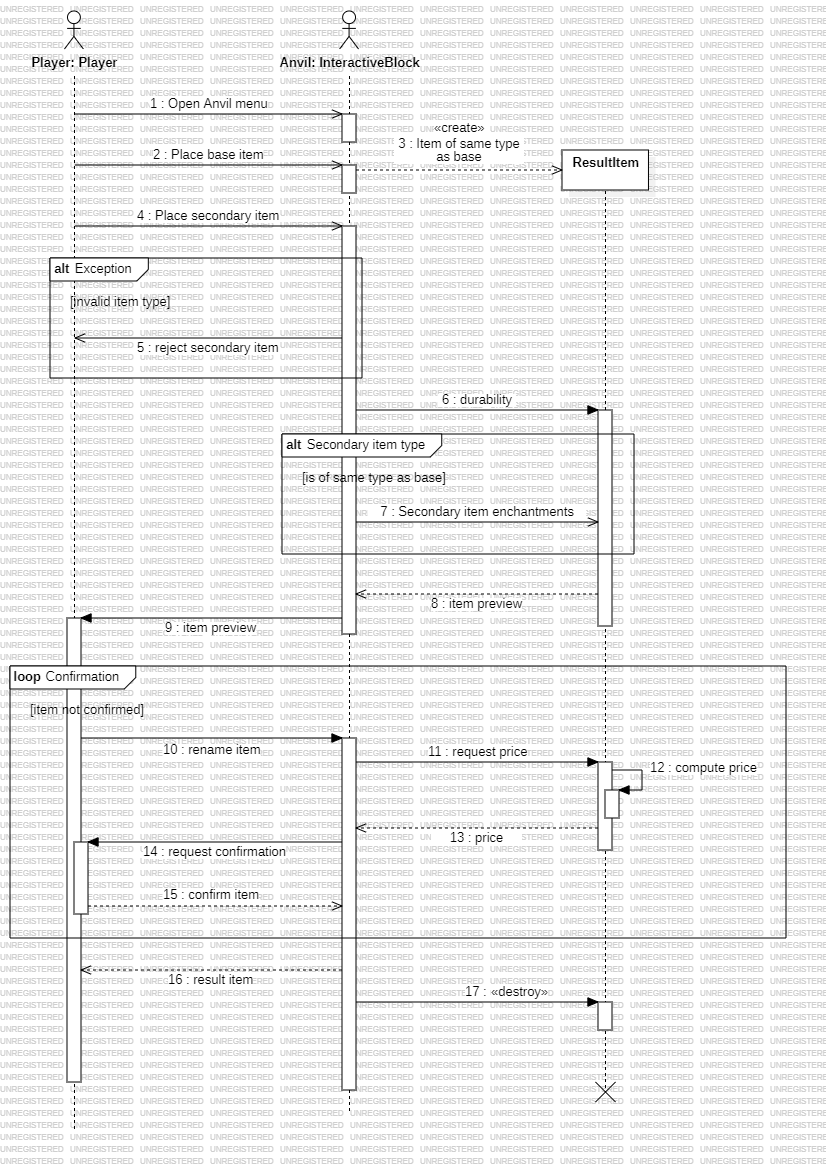 Player: Player
Anvil: InteractiveBlock
1 : Open Anvil menu
«create»
3 : Item of same type
as base
2 : Place base item
ResultItem
4 : Place secondary item
alt Exception
[invalid item type]
5 : reject secondary item
6 : durability
alt Secondary item type
[is of same type as base]
7 : Secondary item enchantments
8 : item preview
9 : item preview
loop Confirmation
[item not confirmed]
10 : rename item
11 : request price
12 : compute price
13 : price
14 : request confirmation
15 : confirm item
16 : result item
17 : «destroy»
UNREGISTERED